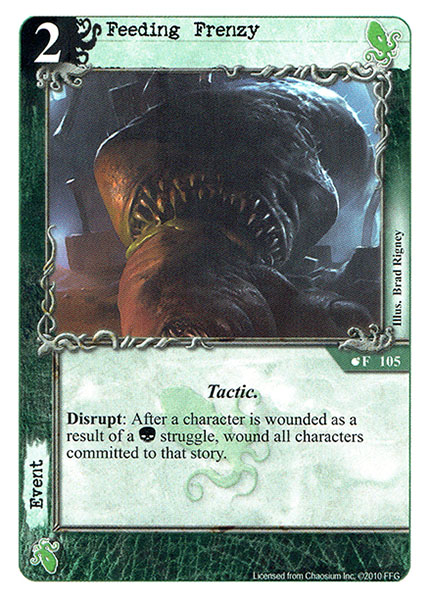 2
Feeding Frenzy
Illus. Brad Rigney
F 105
Tactic.
Disrupt: After a character is wounded as a
result of a struggle, wound all characters
committed to that story.
Event
Licensed from Chaosium Inc. ©2010 FFG